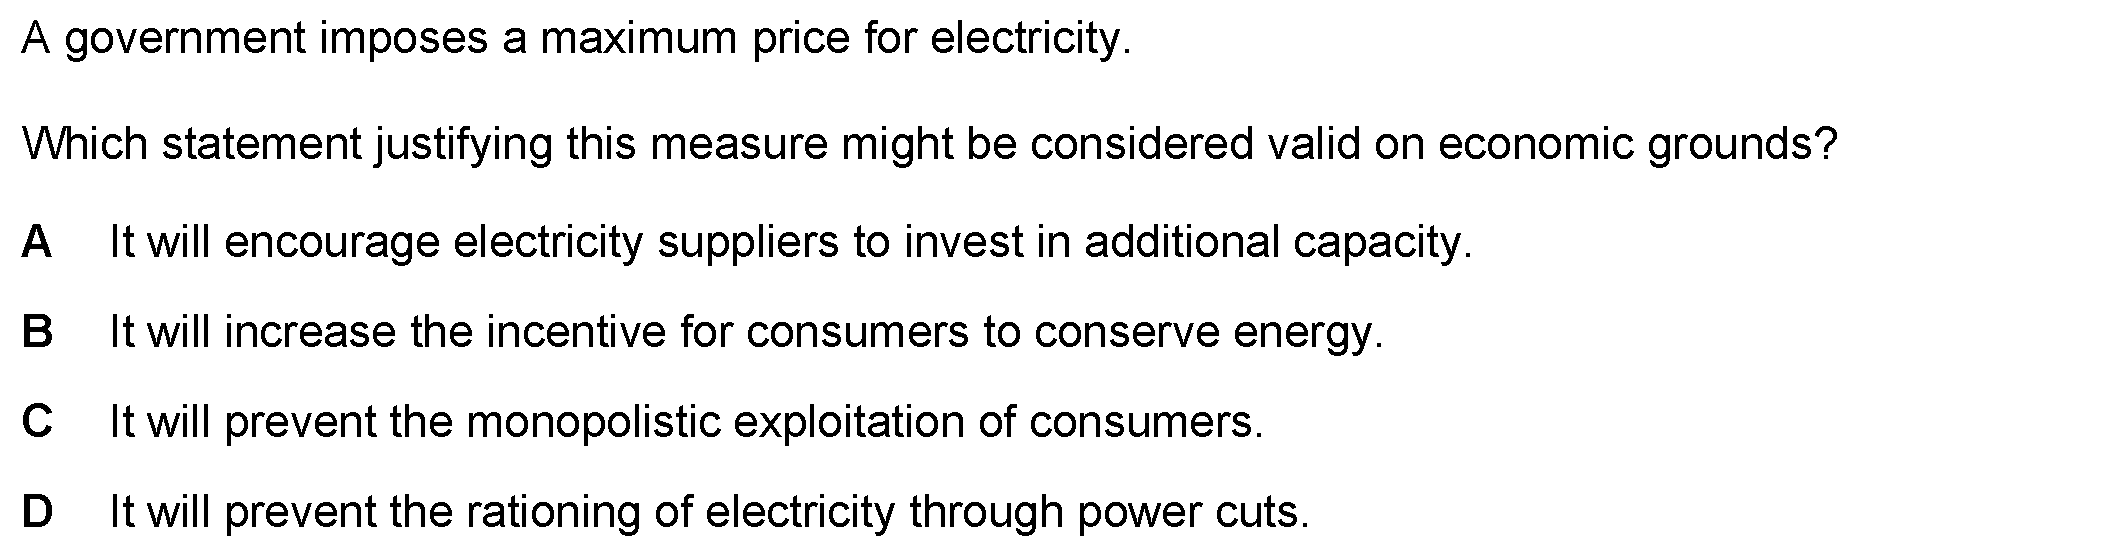 A government imposes a maximum price for electricity.
Which statement justifying this measure might be considered valid on economic grounds?
A It will encourage electricity suppliers to invest in additional capacity.
B It will increase the incentive for consumers to conserve energy.
C It will prevent the monopolistic exploitation of consumers.
D It will prevent the rationing of electricity through power cuts.